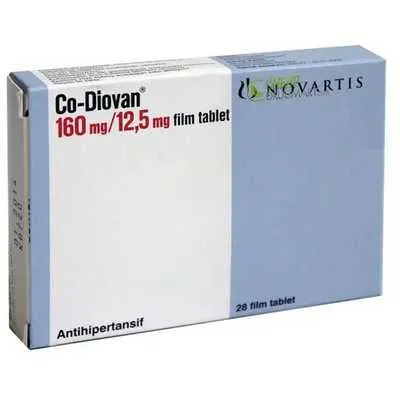 Co-Diovan®
160 mg/12,5 mg film tablet
NOVARTIS
28 film tablet
Antihipertansif